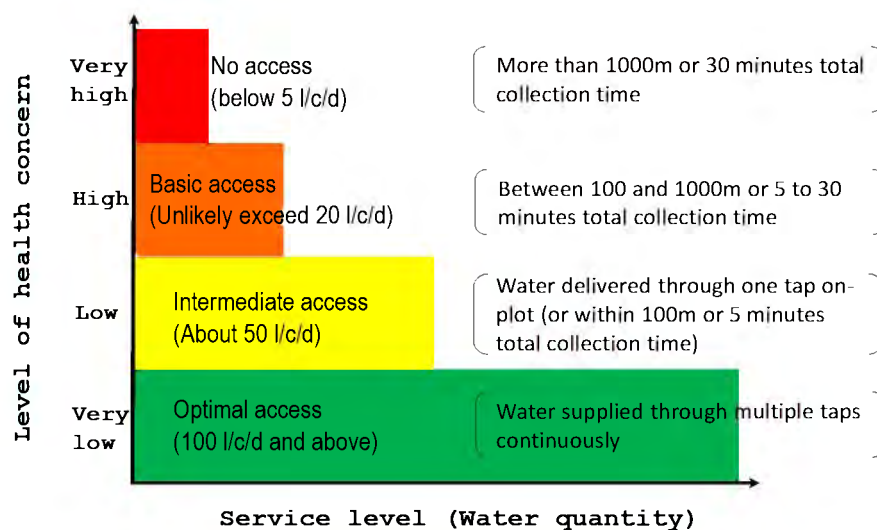 Level of health concern
Very
high
No access
(below 5 l/c/d)
More than 1000m or 30 minutes total
collection time
High
Basic access
(Unlikely exceed 20 l/c/d)
Between 100 and 1000m or 5 to 30
minutes total collection time
Low
Intermediate access
(About 50 l/c/d)
Water delivered through one tap on-
plot (or within 100m or 5 minutes
total collection time)
Very
low
Optimal access
(100 l/c/d and above)
Water supplied through multiple taps
continuously
Service level (Water quantity)